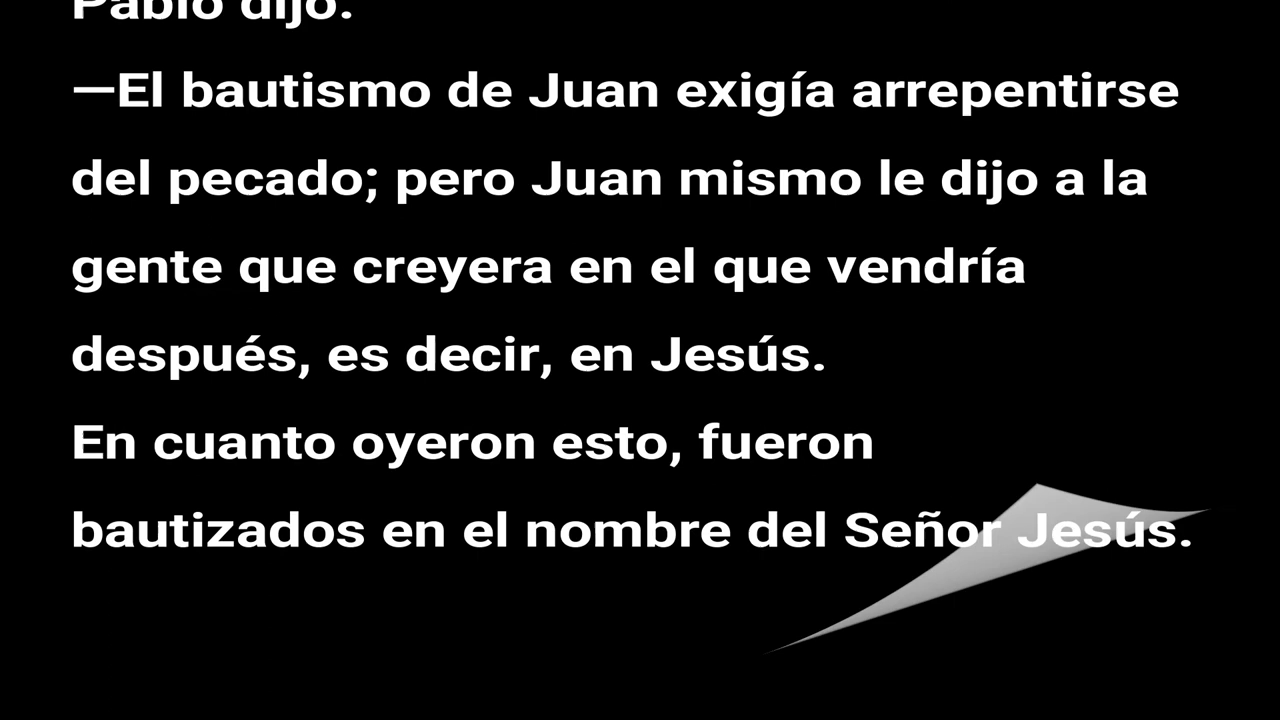 Pablo dijo:
—El bautismo de Juan exigía arrepentirse
del pecado; pero Juan mismo le dijo a la
gente que creyera en el que vendría
después, es decir, en Jesús.
En cuanto oyeron esto, fueron
bautizados en el nombre del Señor Jesús.